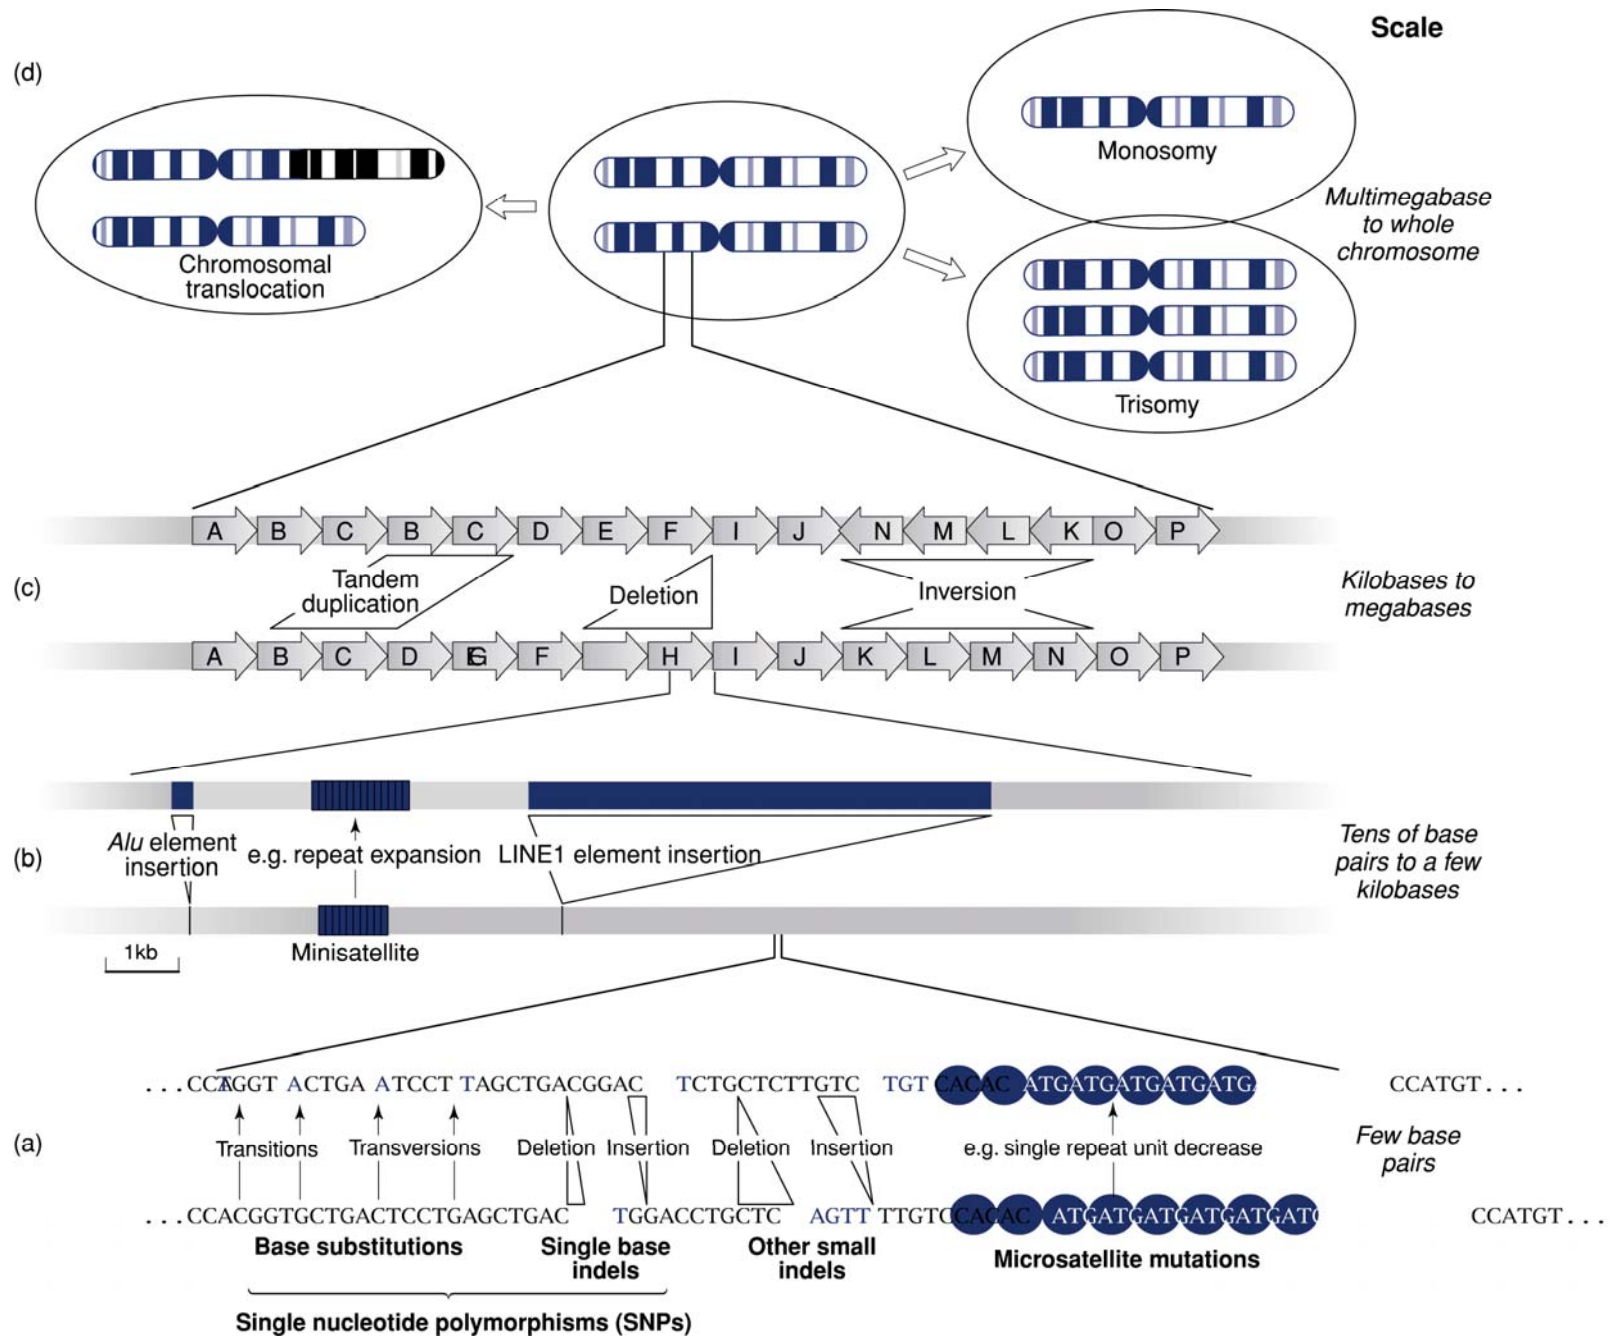 Scale
(d)
Monosomy
Chromosomal
translocation
Multimegabase
to whole
chromosome
Trisomy
A B C B C D E F I J N M L K O P
(c)
Tandem
duplication
Deletion
Inversion
Kilobases to
megabases
A B C D E G F H I J K L M N O P
(b)
Alu element
insertion
e.g. repeat expansion
LINE1 element insertion
Tens of base
pairs to a few
kilobases
1kb
Minisatellite
...CCAGGT ACTGA ATCCT TAGCTGACGGAC TCTGCTCTTGTC TGT CACAC ATGATGATGATGATG CCATGT...
(a)
Transitions
Transversions
Deletion
Insertion
Deletion
Insertion
e.g. single repeat unit decrease
Few base
pairs
...CCACGGTGCTGACTCCTGAGCTGAC TGGACCTGCTC AGTT TTGTC CACAC ATGATGATGATGATGATG CCATGT...
Base substitutions
Single base
indels
Other small
indels
Microsatellite mutations
Single nucleotide polymorphisms (SNPs)